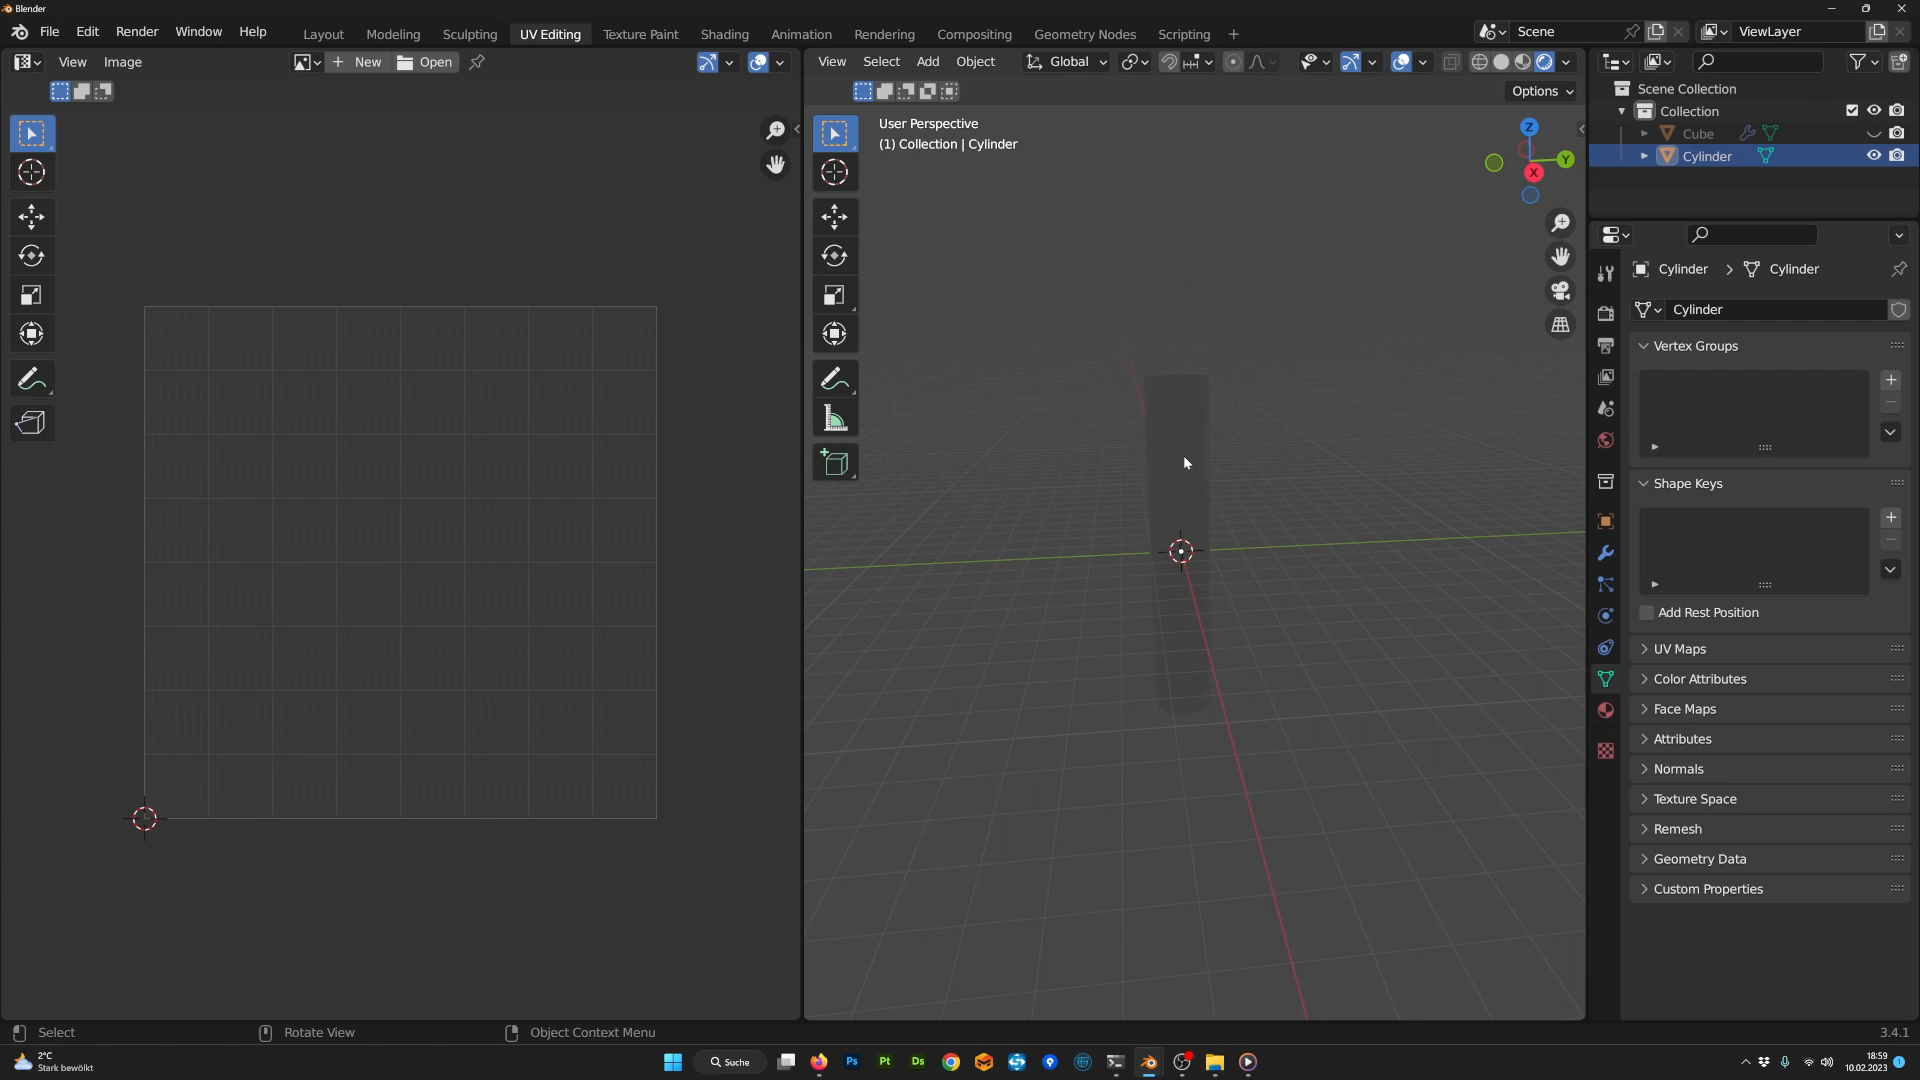 Blender
File Edit Render Window Help
Layout Modeling Sculpting UV Editing Texture Paint Shading Animation Rendering Compositing Geometry Nodes Scripting +
Scene
ViewLayer
View Image
+ New Open
View Select Add Object
Global
Options
User Perspective
(1) Collection | Cylinder
Z
Y
X
Scene Collection
Collection
Cube
Cylinder
Cylinder > Cylinder
Cylinder
Vertex Groups
Shape Keys
Add Rest Position
UV Maps
Color Attributes
Face Maps
Attributes
Normals
Texture Space
Remesh
Geometry Data
Custom Properties
Select Rotate View Object Context Menu 3.4.1
2°C
Stark bewölkt
Suche
Ps
Pt
Ds
18:59
10.02.2023
1